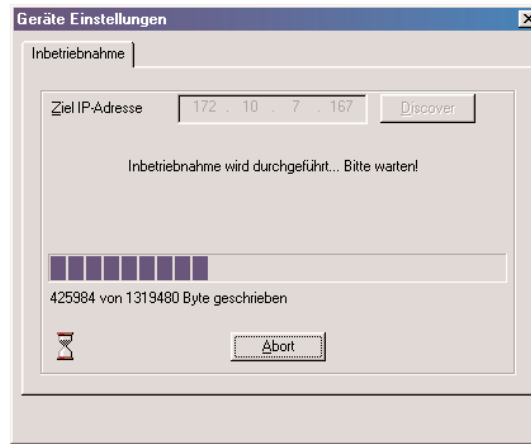 Geräte Einstellungen
Inbetriebnahme
Ziel IP-Adresse 172 . 10 . 7 . 167 Discover
Inbetriebnahme wird durchgeführt... Bitte warten!
425984 von 1319480 Byte geschrieben
Abort